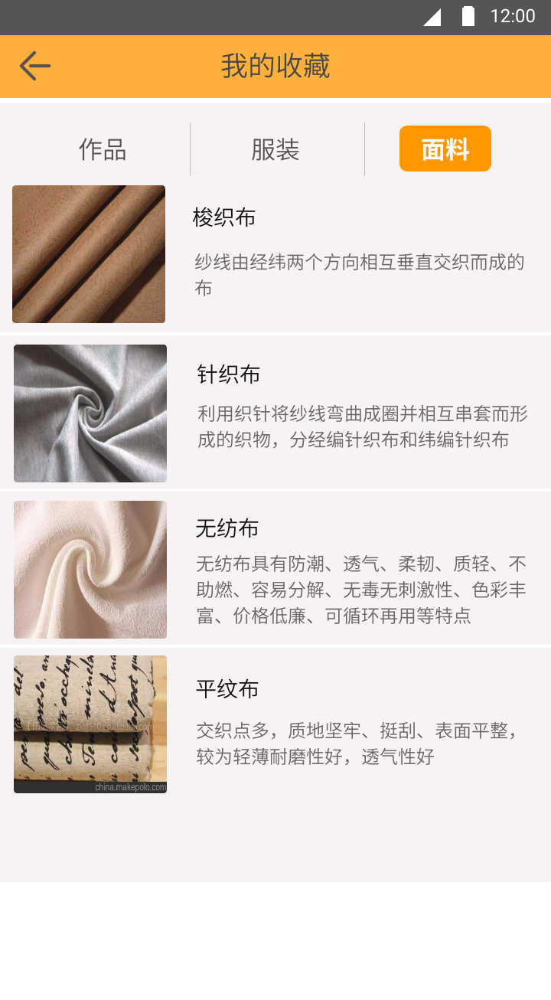 12:00
我的收藏
作品 服装 面料
梭织布
纱线由经纬两个方向相互垂直交织而成的
布
针织布
利用织针将纱线弯曲成圈并相互串套而形
成的织物，分经编针织布和纬编针织布
无纺布
无纺布具有防潮、透气、柔韧、质轻、不
助燃、容易分解、无毒无刺激性、色彩丰
富、价格低廉、可循环再用等特点
平纹布
交织点多，质地坚牢、挺刮、表面平整，
较为轻薄耐磨性好，透气性好
china.makepolo.com